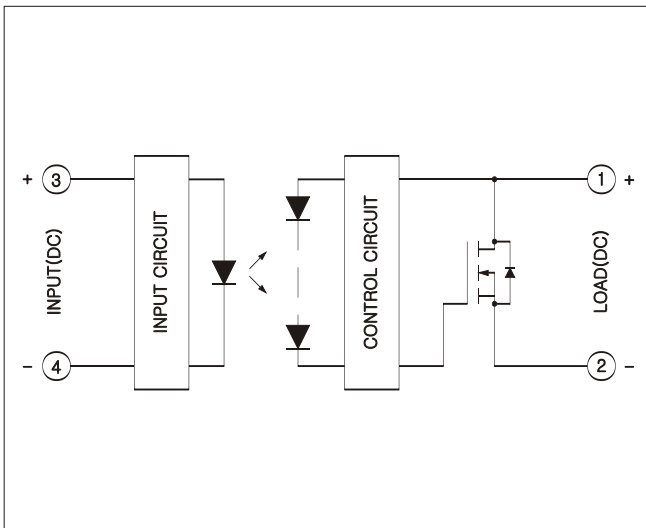 + 3
INPUT(DC)
- 4
INPUT CIRCUIT
CONTROL CIRCUIT
1 +
LOAD(DC)
2 -